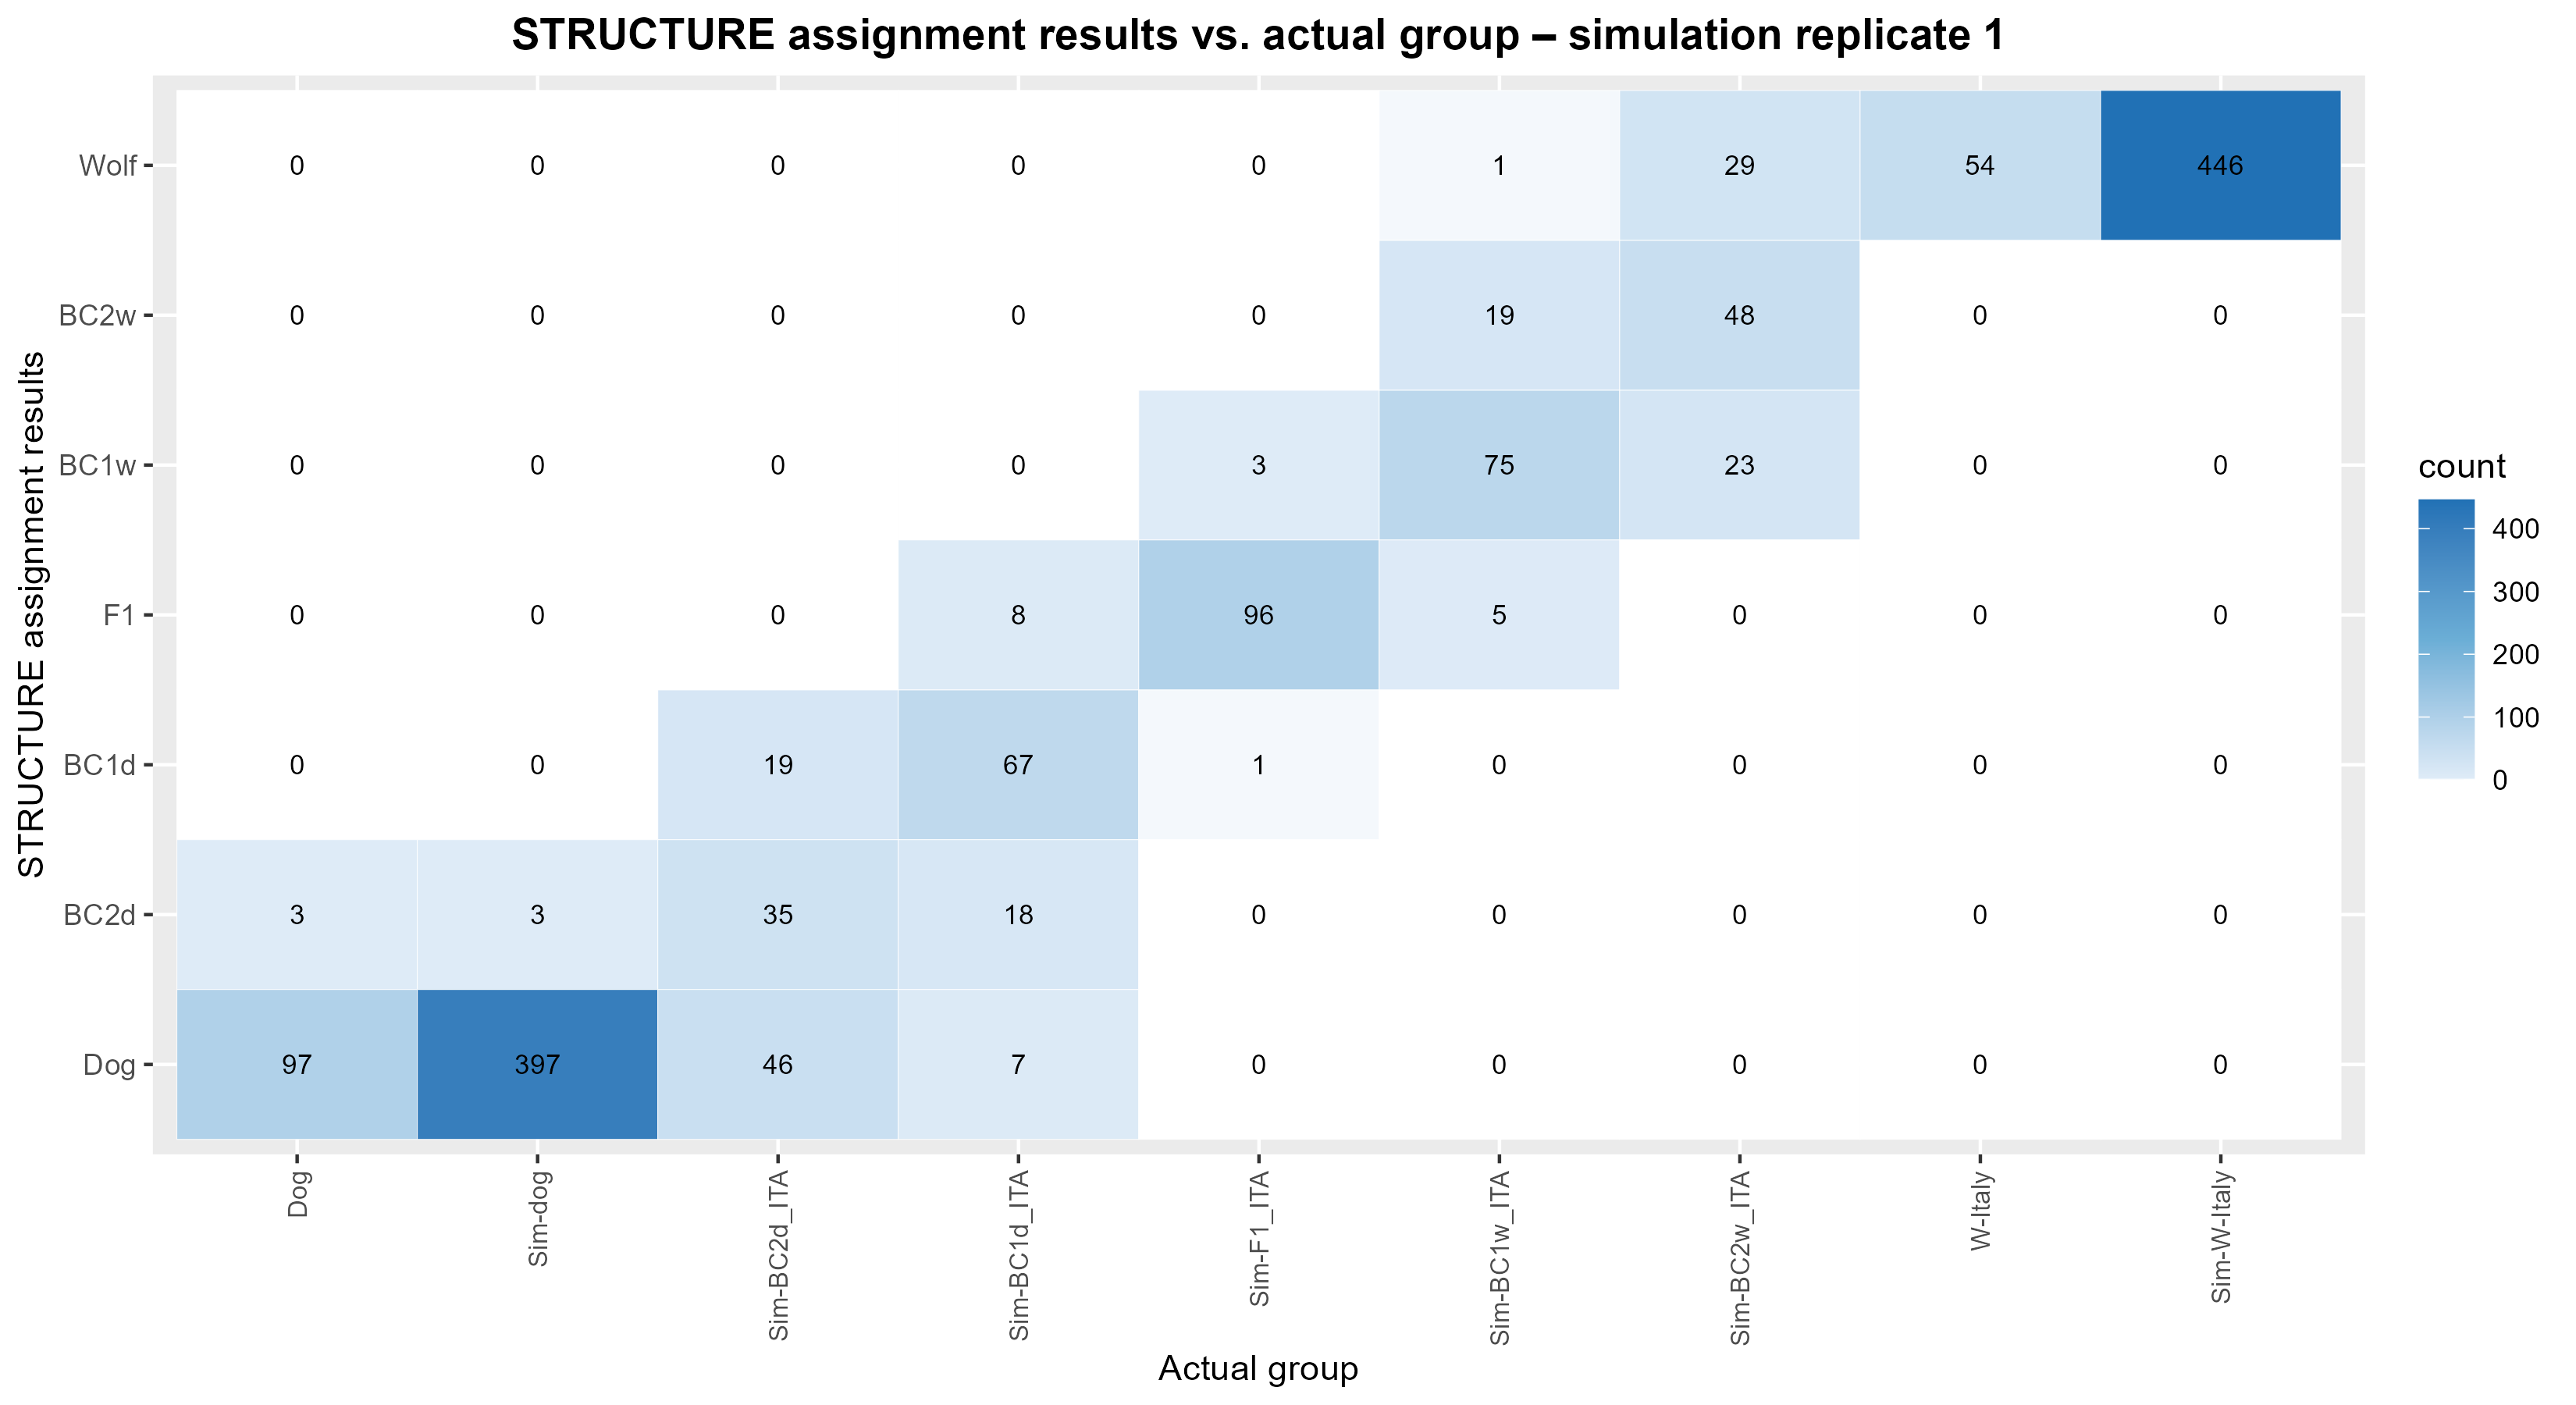 STRUCTURE assignment results vs. actual group – simulation replicate 1
STRUCTURE assignment results
Wolf 0 0 0 0 0 1 29 54 446
BC2w 0 0 0 0 0 19 48 0 0
BC1w 0 0 0 0 3 75 23 0 0
F1 0 0 0 8 96 5 0 0 0
BC1d 0 0 19 67 1 0 0 0 0
BC2d 3 3 35 18 0 0 0 0 0
Dog 97 397 46 7 0 0 0 0 0
Dog Sim-dog Sim-BC2d_ITA Sim-BC1d_ITA Sim-F1_ITA Sim-BC1w_ITA Sim-BC2w_ITA W-Italy Sim-W-Italy
Actual group
count
400
300
200
100
0